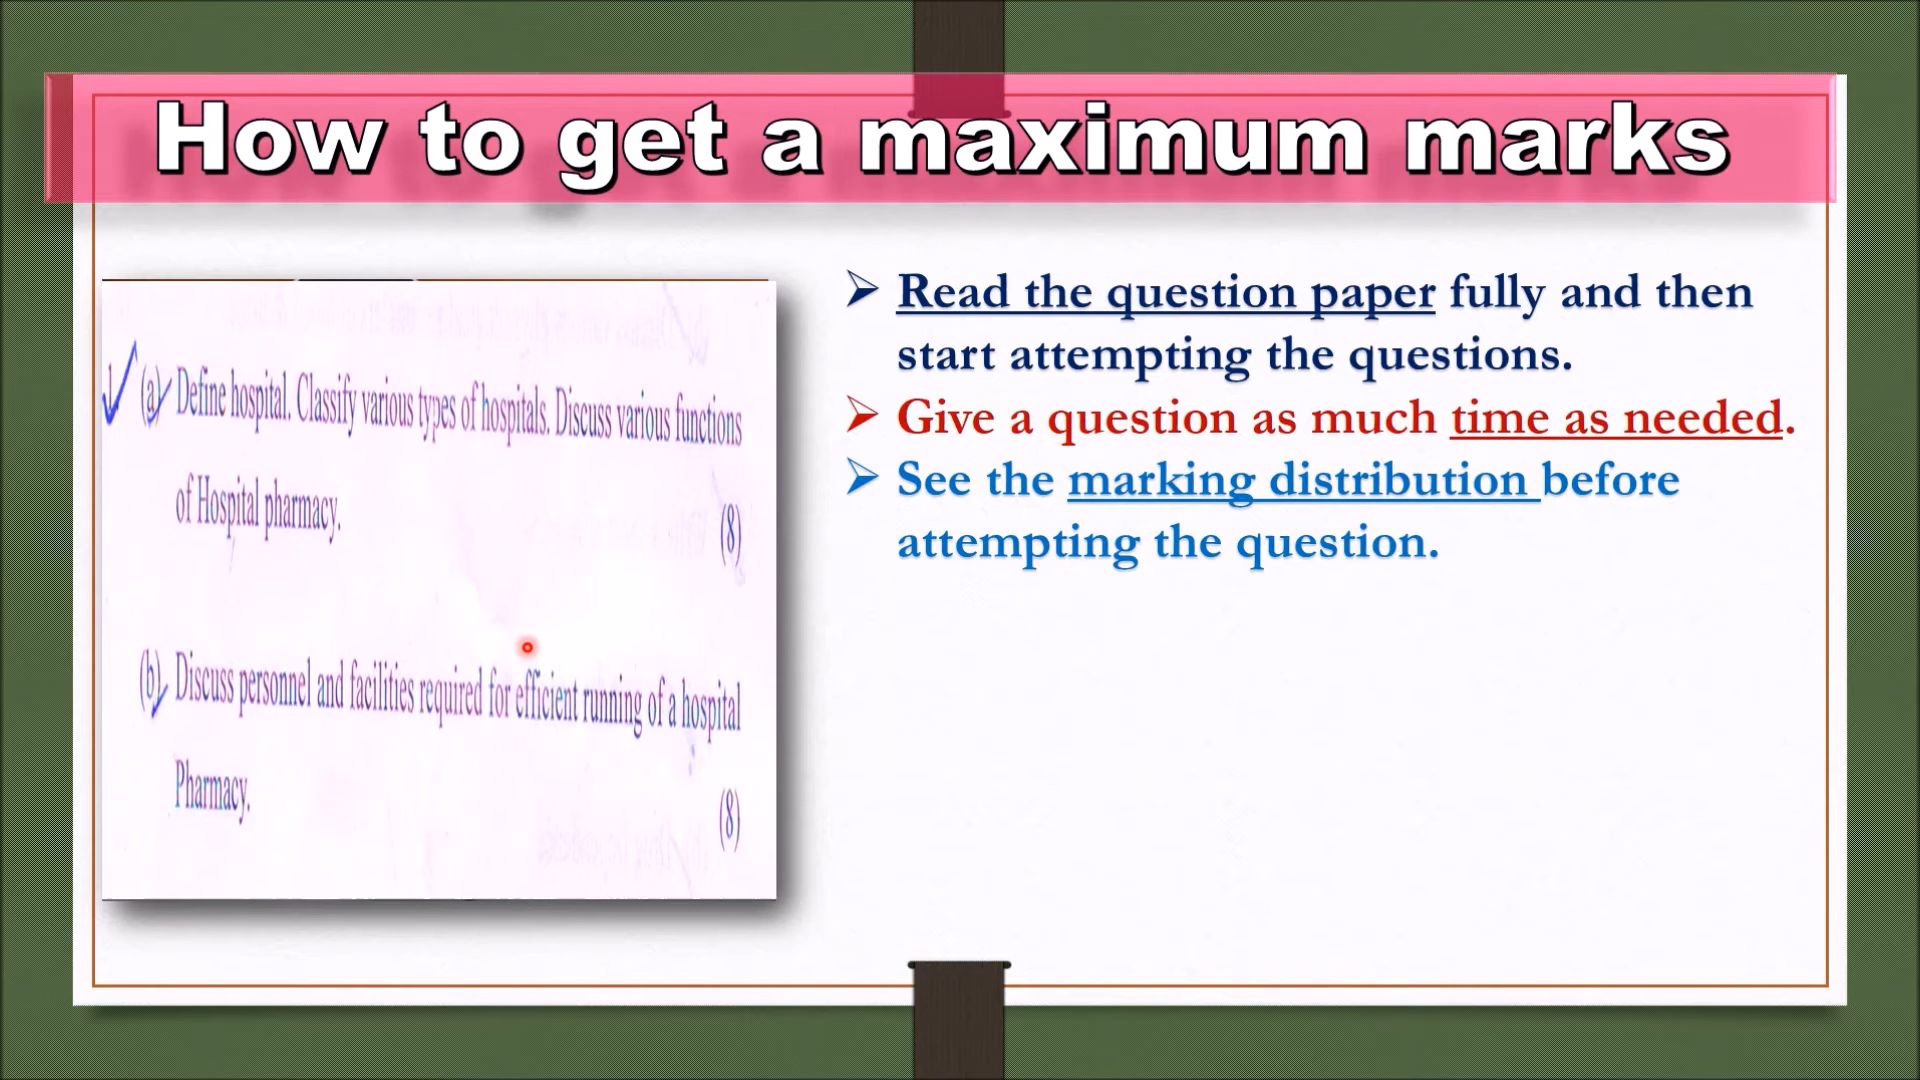 How to get a maximum marks
(a) Define hospital. Classify various types of hospitals. Discuss various functions
of Hospital pharmacy.
(8)
(b) Discuss personnel and facilities required for efficient running of a hospital
Pharmacy.
(8)
➢ Read the question paper fully and then
start attempting the questions.
➢ Give a question as much time as needed.
➢ See the marking distribution before
attempting the question.